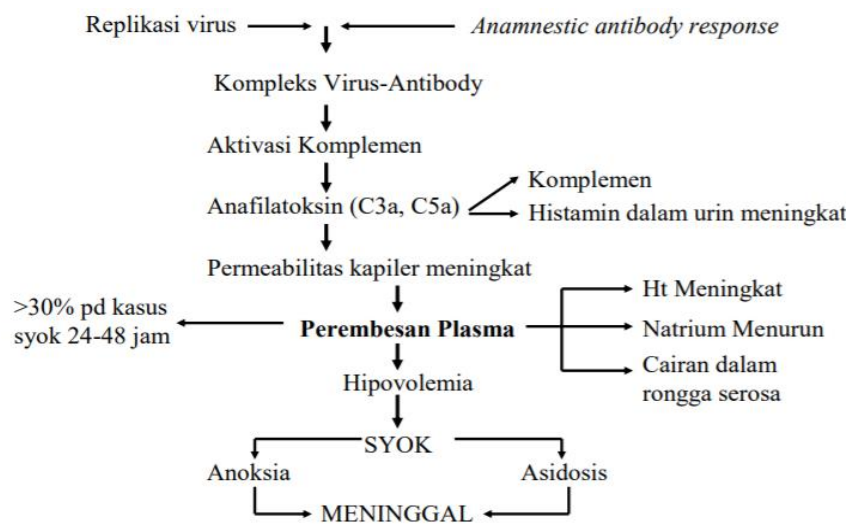 Replikasi virus
Anamnestic antibody response
Kompleks Virus-Antibody
Aktivasi Komplemen
Anafilatoksin (C3a, C5a)
Komplemen
Histamin dalam urin meningkat
Permeabilitas kapiler meningkat
>30% pd kasus
syok 24-48 jam
Perembesan Plasma
Ht Meningkat
Natrium Menurun
Cairan dalam
rongga serosa
Hipovolemia
SYOK
Anoksia
Asidosis
MENINGGAL